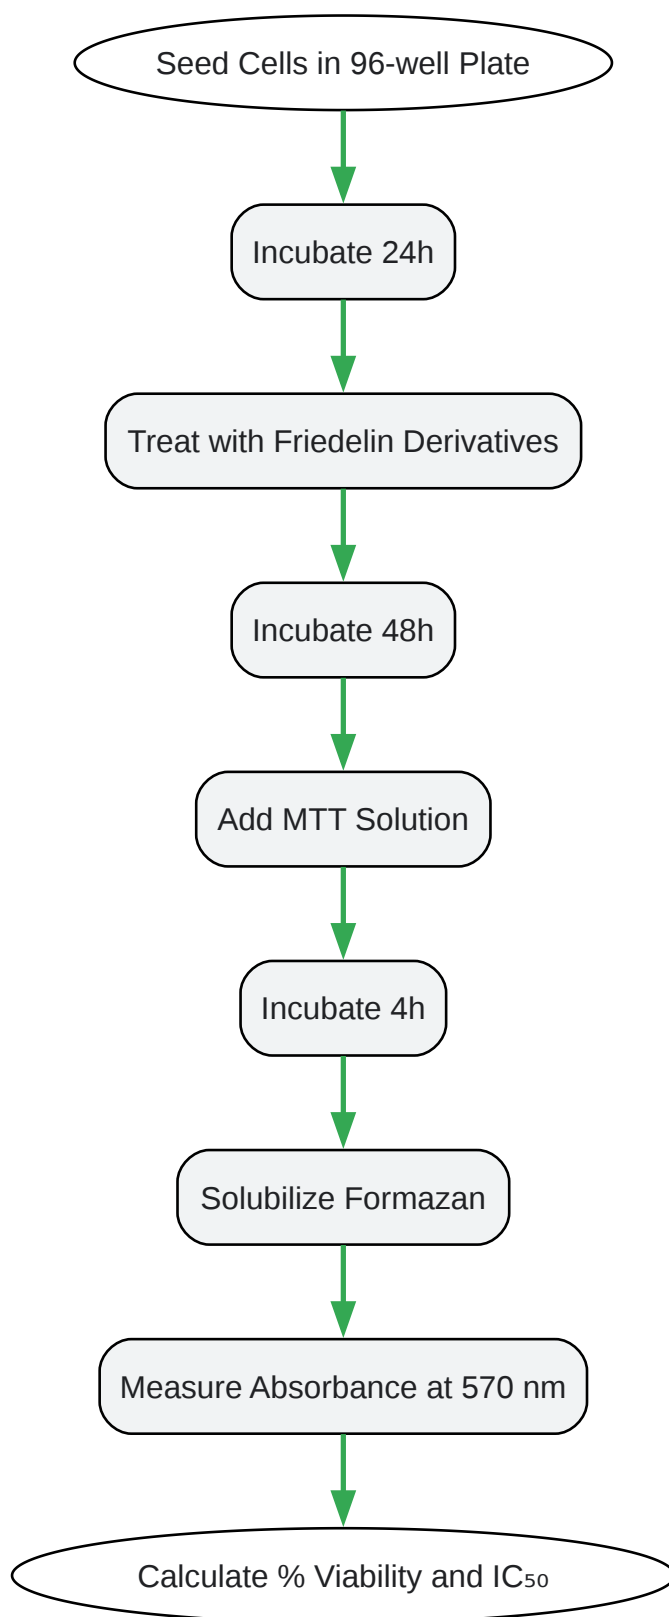 Seed Cells in 96-well Plate
Incubate 24h
Treat with Friedelin Derivatives
Incubate 48h
Add MTT Solution
Incubate 4h
Solubilize Formazan
Measure Absorbance at 570 nm
Calculate % Viability and IC₅₀